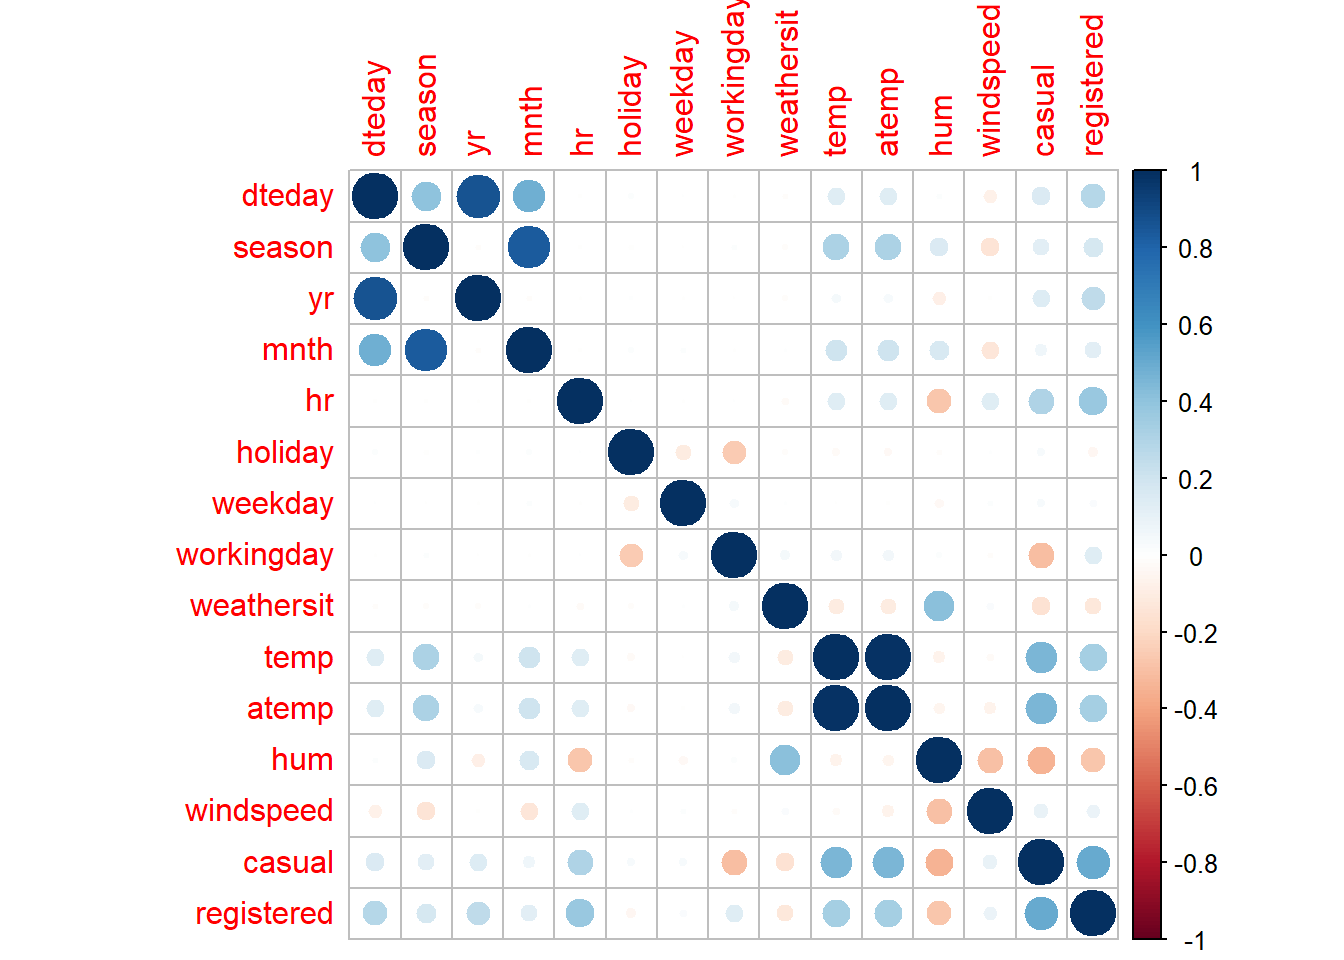 dteday
season
yr
mnth
hr
holiday
weekday
workingday
weathersit
temp
atemp
hum
windspeed
casual
registered
dteday
season
yr
mnth
hr
holiday
weekday
workingday
weathersit
temp
atemp
hum
windspeed
casual
registered
1
0.8
0.6
0.4
0.2
0
-0.2
-0.4
-0.6
-0.8
-1